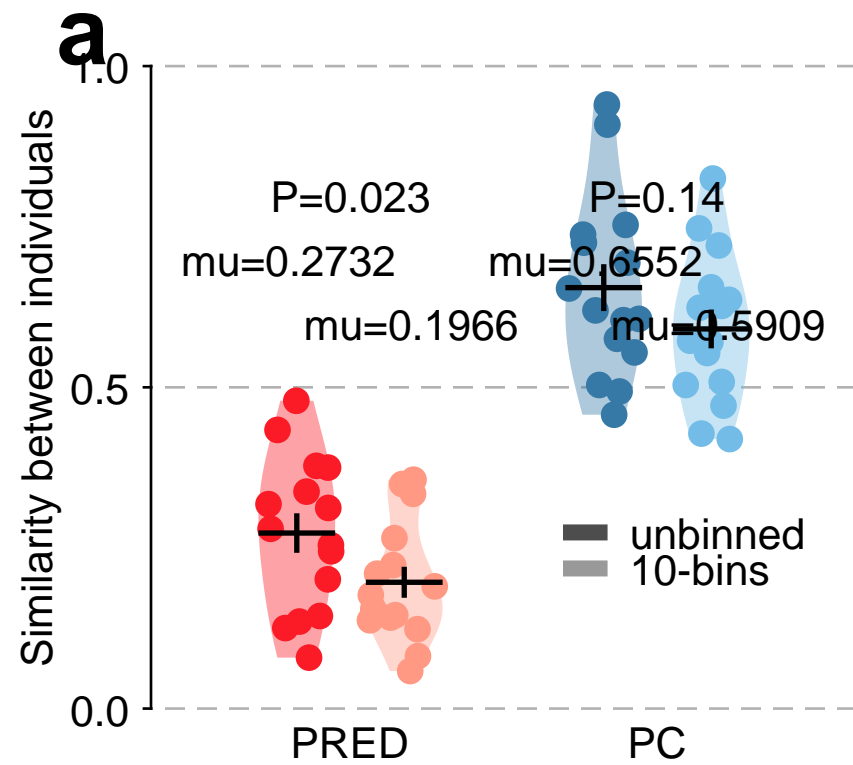 a
Similarity between individuals
1.0
P=0.023
P=0.14
mu=0.2732
mu=0.6552
mu=0.1966
mu=0.5909
0.5
unbinned
10-bins
0.0
PRED
PC